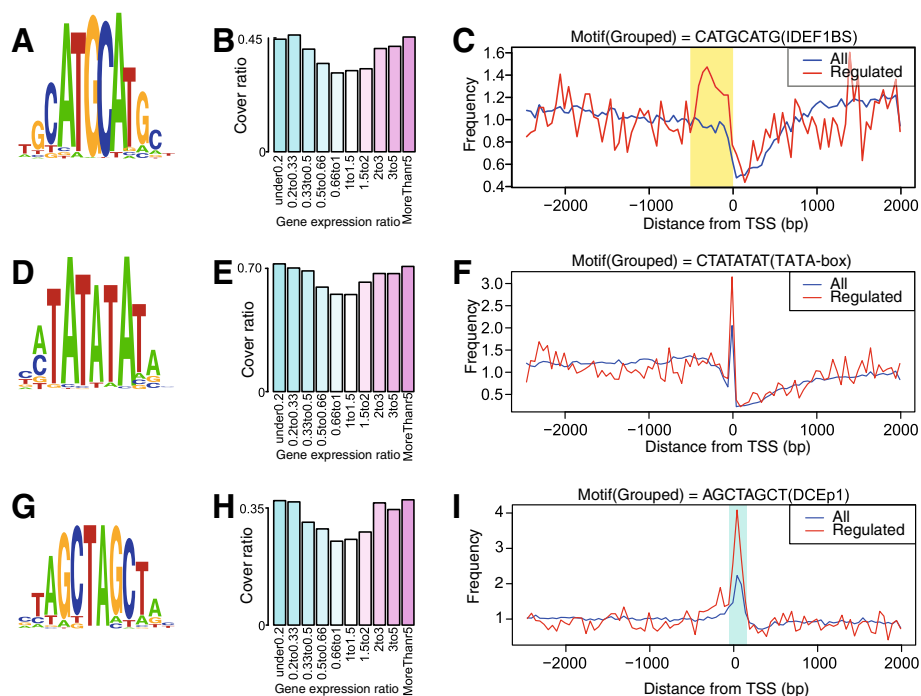 A
B
C
Motif(Grouped) = CATGCATG(IDEF1BS)
0.45
0
Cover ratio
under0.2
0.2to0.33
0.33to0.5
0.5to0.66
0.66to1
1to1.5
1.5to2
2to3
3to5
MoreThanr5
Gene expression ratio
All
Regulated
1.6
1.4
1.2
1.0
0.8
0.6
0.4
Frequency
−2000 −1000 0 1000 2000
Distance from TSS (bp)
D
E
F
Motif(Grouped) = CTATATAT(TATA-box)
0.70
0
Cover ratio
under0.2
0.2to0.33
0.33to0.5
0.5to0.66
0.66to1
1to1.5
1.5to2
2to3
3to5
MoreThanr5
Gene expression ratio
All
Regulated
3.0
2.5
2.0
1.5
1.0
0.5
Frequency
−2000 −1000 0 1000 2000
Distance from TSS (bp)
G
H
I
Motif(Grouped) = AGCTAGCT(DCEp1)
0.35
0
Cover ratio
under0.2
0.2to0.33
0.33to0.5
0.5to0.66
0.66to1
1to1.5
1.5to2
2to3
3to5
MoreThanr5
Gene expression ratio
All
Regulated
4
3
2
1
Frequency
−2000 −1000 0 1000 2000
Distance from TSS (bp)